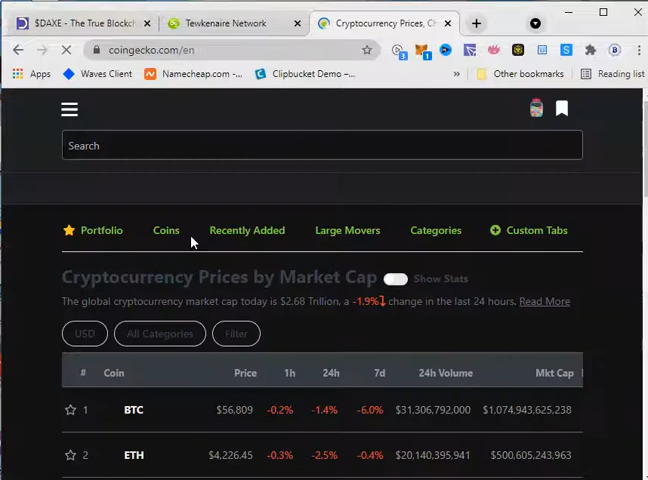 $DAXE - The True Blockch
Tewkenaire Network
Cryptocurrency Prices, Ch
coingecko.com/en
3
1
B
Apps
Waves Client
Namecheap.com -...
Clipbucket Demo –...
»
Other bookmarks
Reading list
Search
Portfolio
Coins
Recently Added
Large Movers
Categories
Custom Tabs
Cryptocurrency Prices by Market Cap
Show Stats
The global cryptocurrency market cap today is $2.68 Trillion, a -1.9% change in the last 24 hours. Read More
USD
All Categories
Filter
# Coin Price 1h 24h 7d 24h Volume Mkt Cap
1 BTC $56,809 -0.2% -1.4% -6.0% $31,306,792,000 $1,074,943,625,238
2 ETH $4,226.45 -0.3% -2.5% -0.4% $20,140,395,941 $500,605,243,963